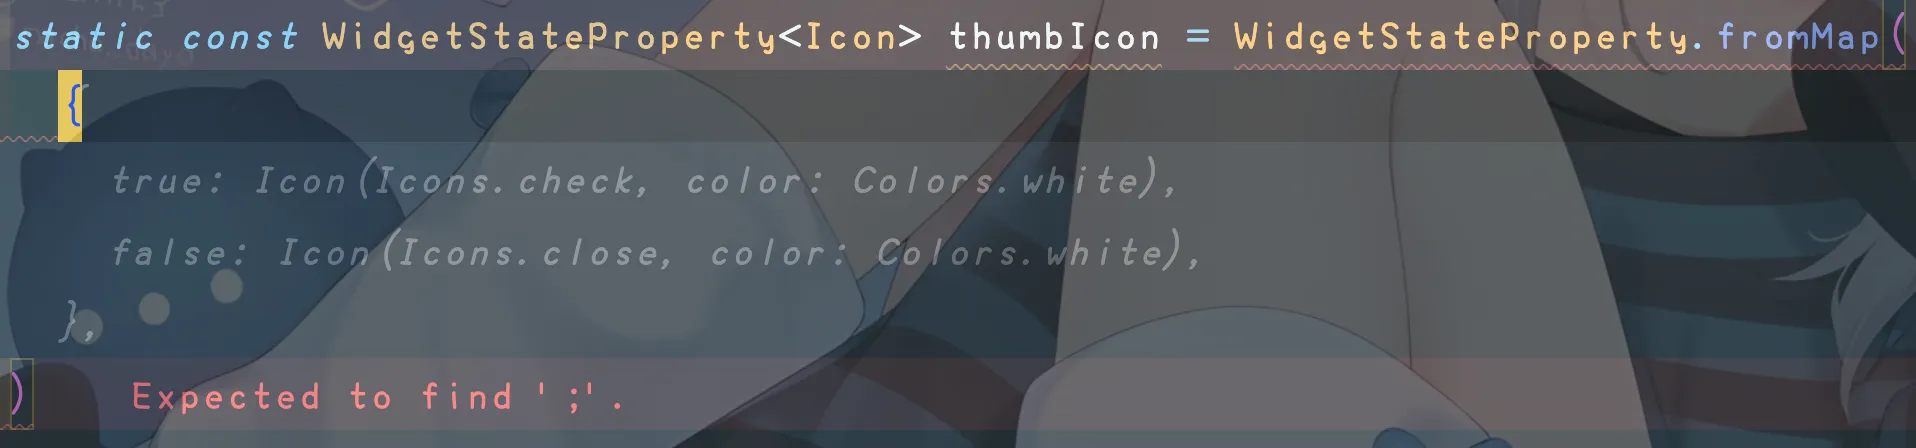 static const WidgetStateProperty<Icon> thumbIcon = WidgetStateProperty.fromMap(
{
true: Icon(Icons.check, color: Colors.white),
false: Icon(Icons.close, color: Colors.white),
},
) Expected to find ';'.